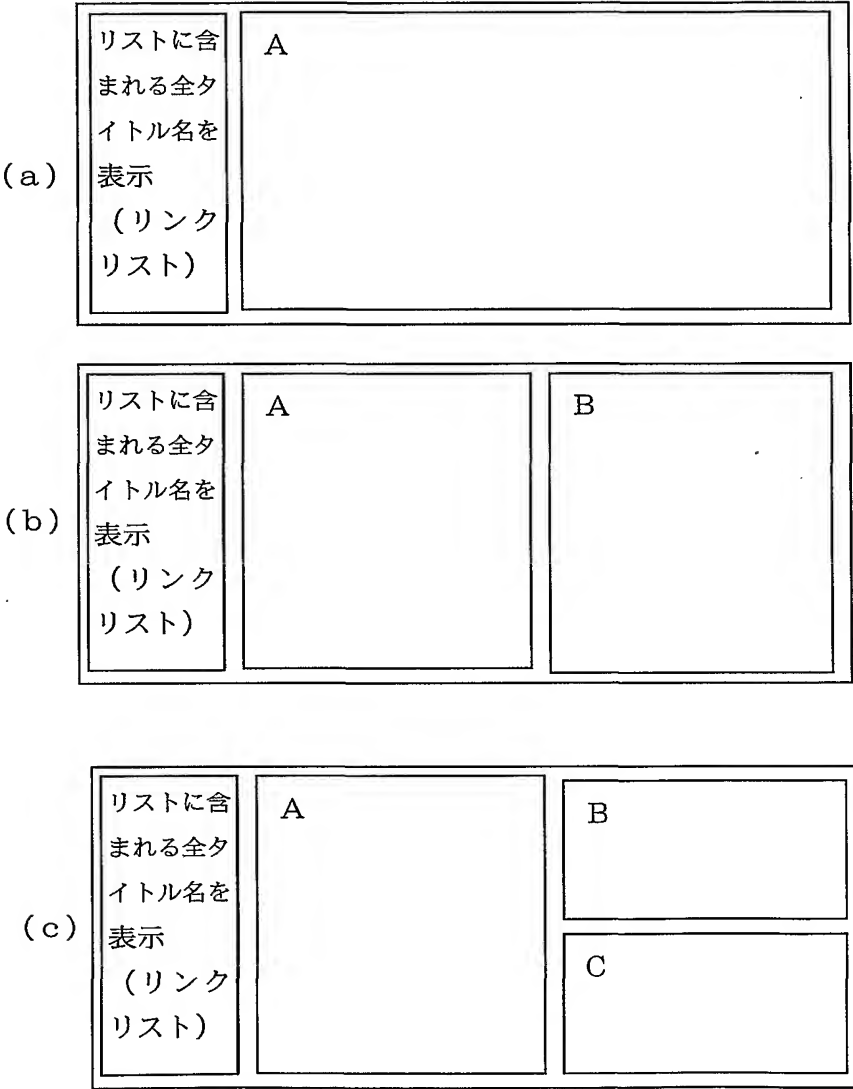 (a)
リストに含
まれる全タ
イトル名を
表示
(リンク
リスト)
A
(b)
リストに含
まれる全タ
イトル名を
表示
(リンク
リスト)
A
B
(c)
リストに含
まれる全タ
イトル名を
表示
(リンク
リスト)
A
B
C